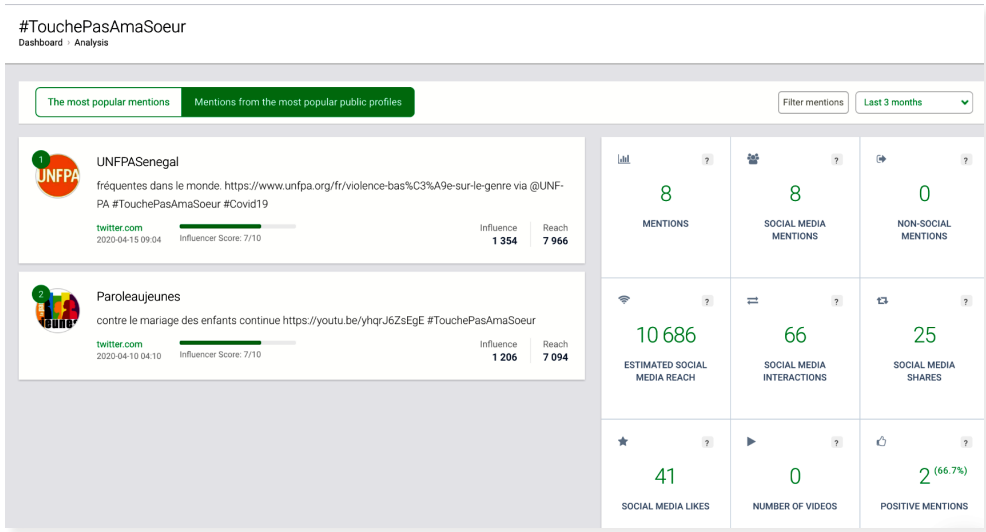 #TouchePasAmaSoeur
Dashboard › Analysis
The most popular mentions
Mentions from the most popular public profiles
Filter mentions
Last 3 months
1
UNFPA
UNFPASenegal
fréquentes dans le monde. https://www.unfpa.org/fr/violence-bas%C3%A9e-sur-le-genre via @UNF-
PA #TouchePasAmaSoeur #Covid19
twitter.com
2020-04-15 09:04
Influencer Score: 7/10
Influence
1 354
Reach
7 966
2
jeunes
Paroleaujeunes
contre le mariage des enfants continue https://youtu.be/yhqrJ6ZsEgE #TouchePasAmaSoeur
twitter.com
2020-04-10 04:10
Influencer Score: 7/10
Influence
1 206
Reach
7 094
?
8
MENTIONS
?
8
SOCIAL MEDIA
MENTIONS
?
0
NON-SOCIAL
MENTIONS
?
10 686
ESTIMATED SOCIAL
MEDIA REACH
?
66
SOCIAL MEDIA
INTERACTIONS
?
25
SOCIAL MEDIA
SHARES
?
41
SOCIAL MEDIA LIKES
?
0
NUMBER OF VIDEOS
?
2 (66.7%)
POSITIVE MENTIONS